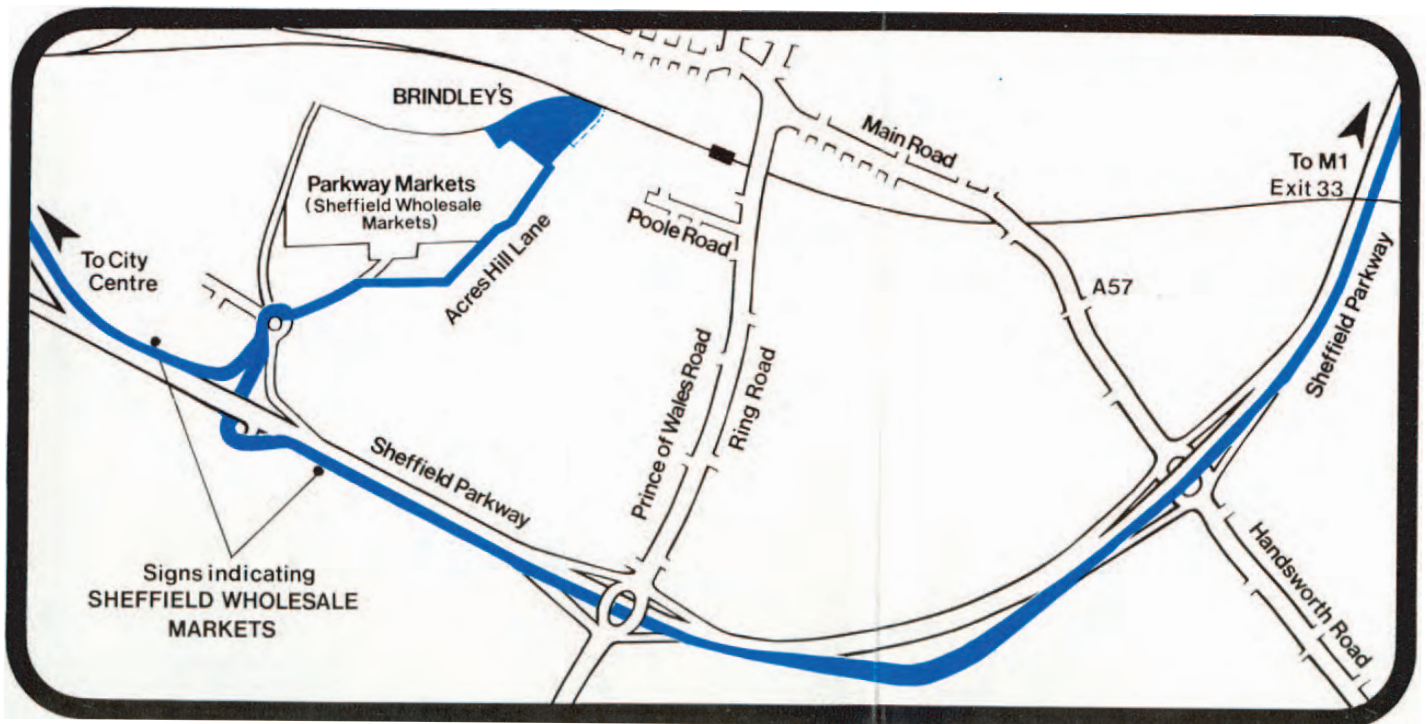 BRINDLEY'S
Main Road
To M1
Exit 33
Parkway Markets
(Sheffield Wholesale
Markets)
Poole Road
Acres Hill Lane
To City
Centre
A57
Sheffield Parkway
Prince of Wales Road
Ring Road
Sheffield Parkway
Signs indicating
SHEFFIELD WHOLESALE
MARKETS
Handsworth Road